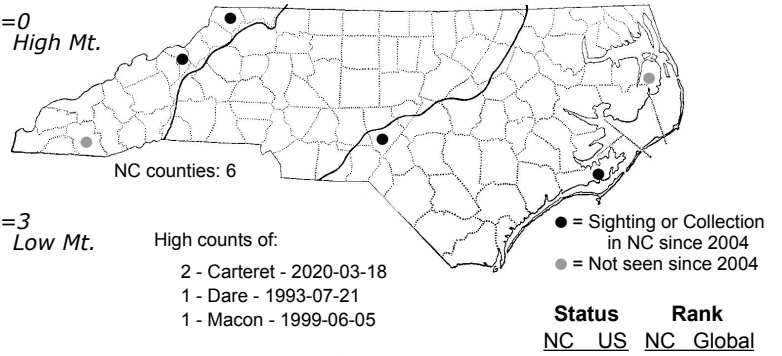 =0
High Mt.
NC counties: 6
=3
Low Mt.
High counts of:
2 - Carteret - 2020-03-18
1 - Dare - 1993-07-21
1 - Macon - 1999-06-05
= Sighting or Collection
in NC since 2004
= Not seen since 2004
Status Rank
NC US NC Global